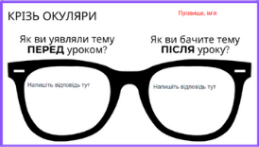 КРІЗЬ ОКУЛЯРИ
Прізвище, ім'я
Як ви уявляли тему
ПЕРЕД уроком?
Як ви бачите тему
ПІСЛЯ уроку?
Напишіть відповідь тут
Напишіть відповідь тут